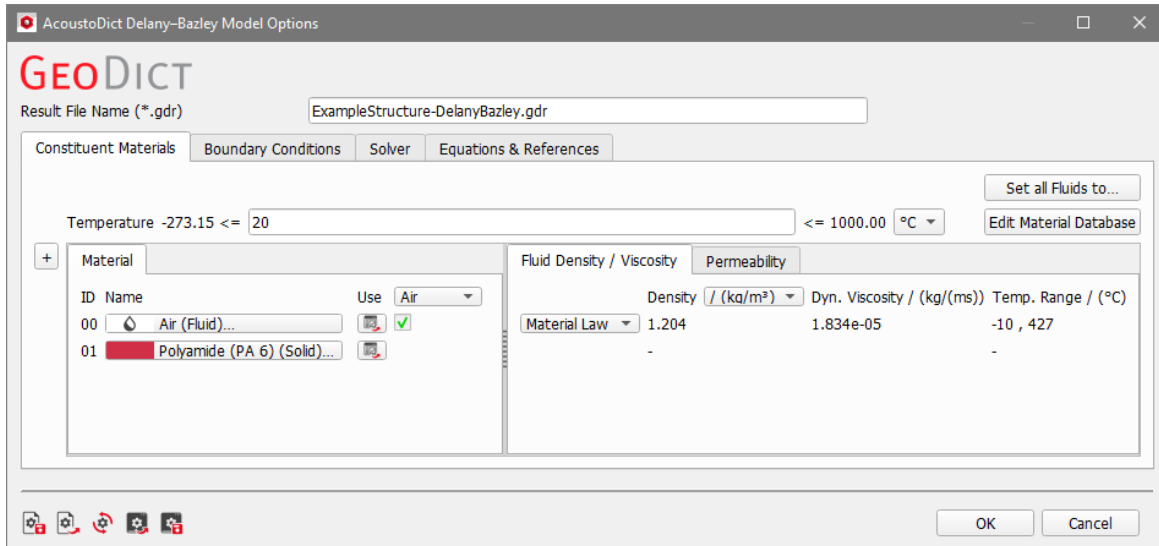 AcoustoDict Delany–Bazley Model Options
GEODICT
Result File Name (*.gdr) ExampleStructure-DelanyBazley.gdr
Constituent Materials Boundary Conditions Solver Equations & References
Set all Fluids to...
Temperature -273.15 <= 20 <= 1000.00 °C Edit Material Database
+ Material Fluid Density / Viscosity Permeability
ID Name Use Air Density / (kg/m³) Dyn. Viscosity / (kg/(ms)) Temp. Range / (°C)
00 Air (Fluid)... Material Law 1.204 1.834e-05 -10 , 427
01 Polyamide (PA 6) (Solid)... - -
OK Cancel